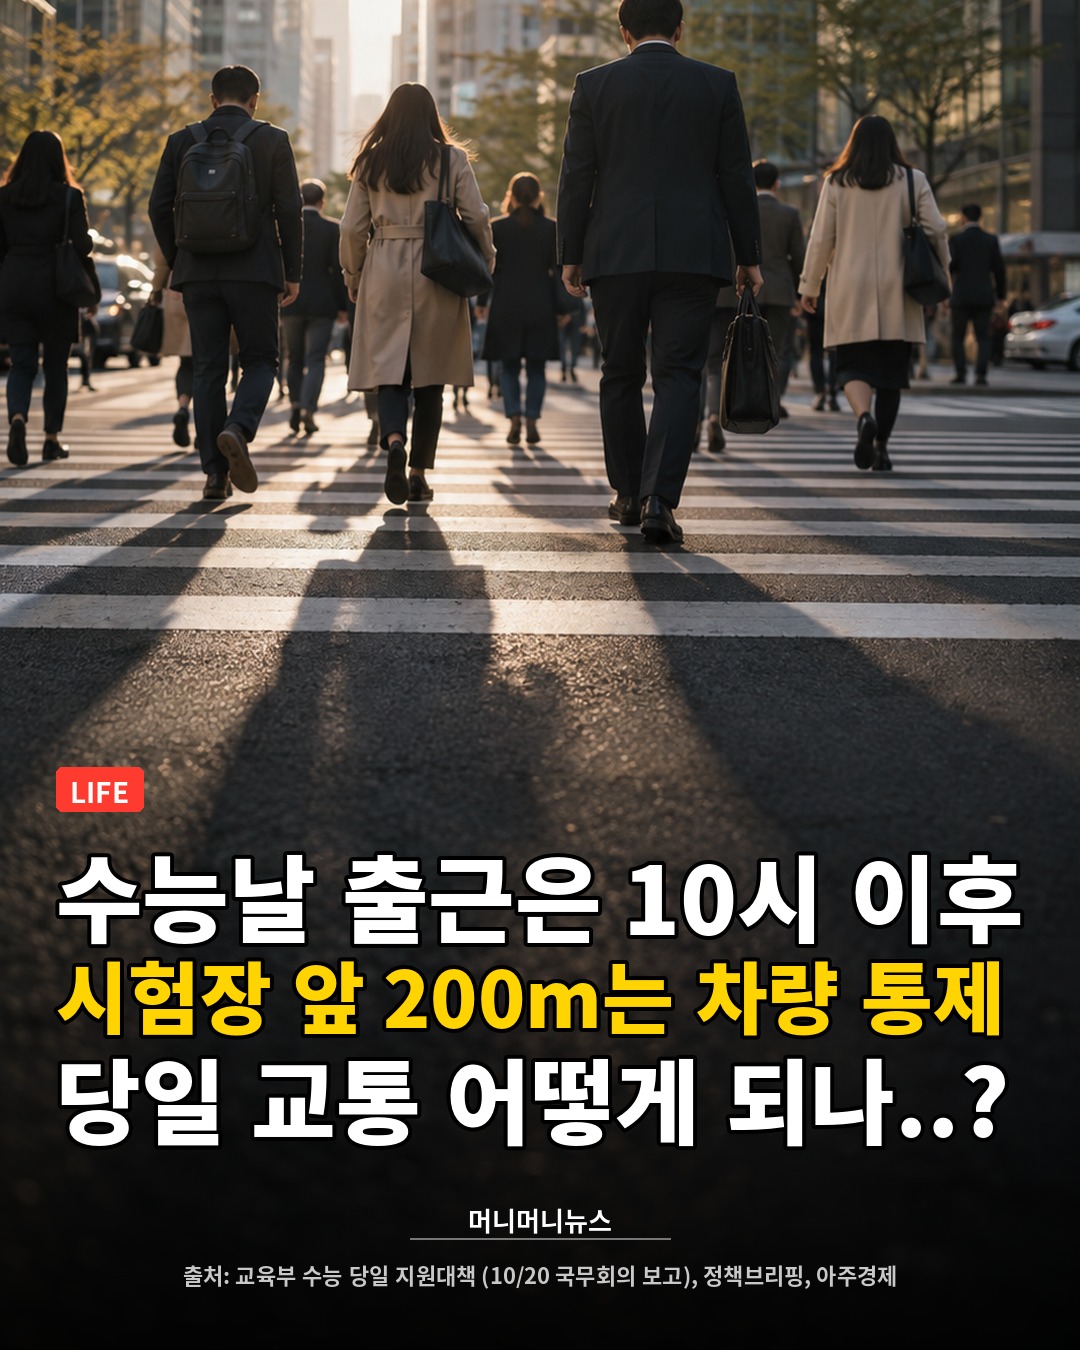 LIFE
수능날 출근은 10시 이후
시험장 앞 200m는 차량 통제
당일 교통 어떻게 되나..?
머니머니뉴스
출처: 교육부 수능 당일 지원대책 (10/20 국무회의 보고), 정책브리핑, 아주경제